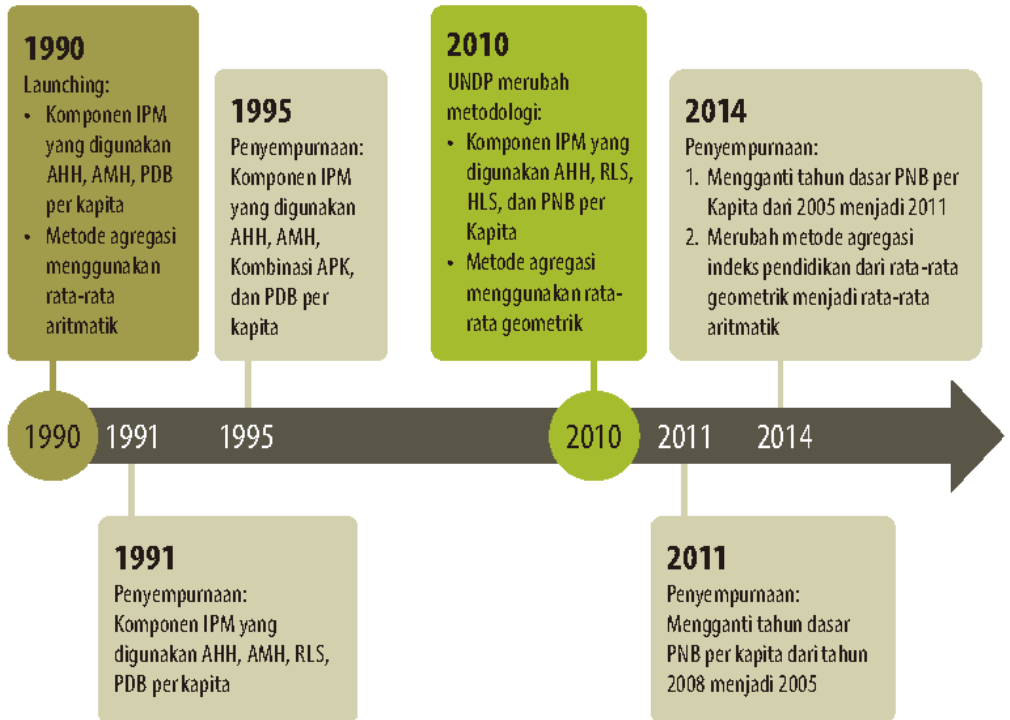 1990
Launching:
• Komponen IPM
yang digunakan
AHH, AMH, PDB
per kapita
• Metode agregasi
menggunakan
rata-rata
aritmatik
1995
Penyempurnaan:
Komponen IPM
yang digunakan
AHH, AMH,
Kombinasi APK,
dan PDB per
kapita
2010
UNDP merubah
metodologi:
• Komponen IPM yang
digunakan AHH, RLS,
HLS, dan PNB per
Kapita
• Metode agregasi
menggunakan rata-
rata geometrik
2014
Penyempurnaan:
1. Mengganti tahun dasar PNB per
Kapita dari 2005 menjadi 2011
2. Merubah metode agregasi
indeks pendidikan dari rata-rata
geometrik menjadi rata-rata
aritmatik
1990 1991 1995 2010 2011 2014
1991
Penyempurnaan:
Komponen IPM yang
digunakan AHH, AMH, RLS,
PDB per kapita
2011
Penyempurnaan:
Mengganti tahun dasar
PNB per kapita dari tahun
2008 menjadi 2005